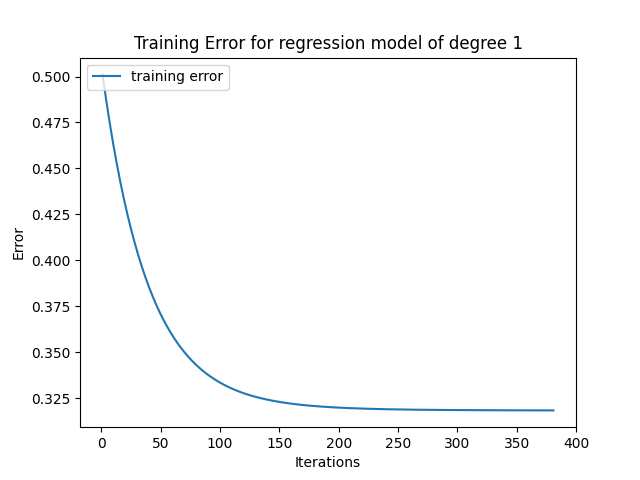 Training Error for regression model of degree 1
training error
0.500
0.475
0.450
0.425
0.400
0.375
0.350
0.325
Error
0 50 100 150 200 250 300 350 400
Iterations